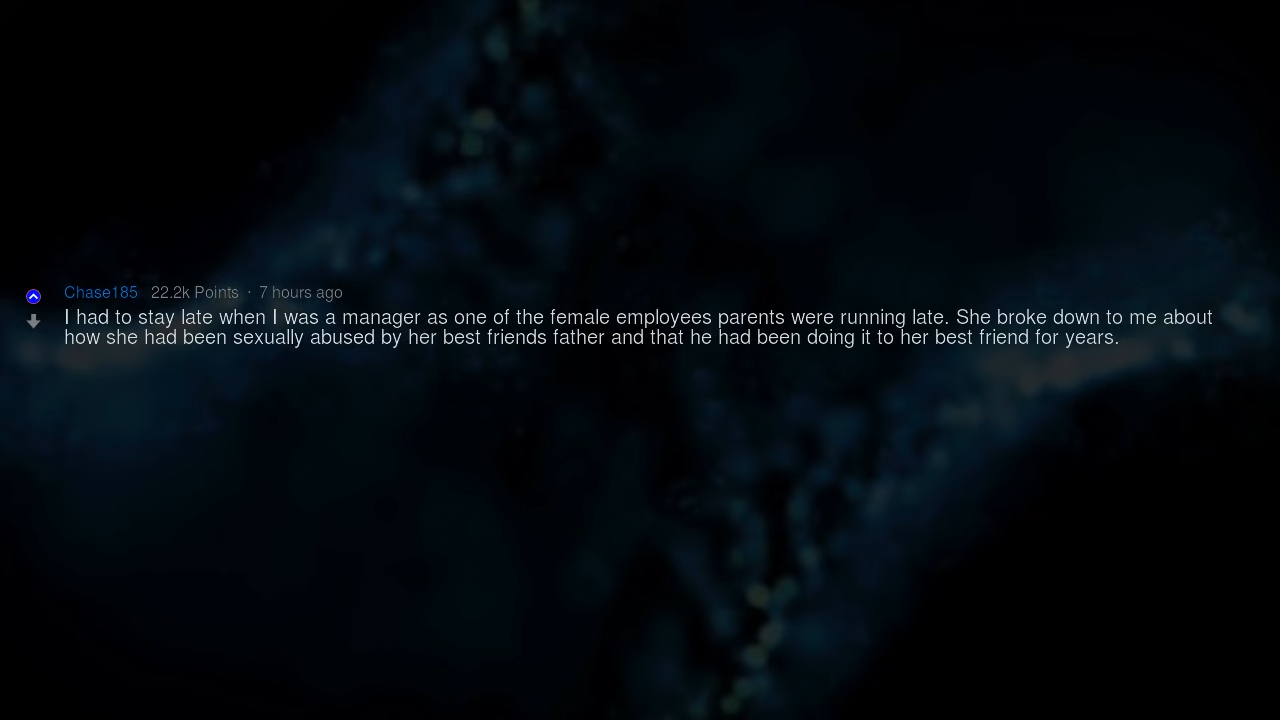 Chase185 22.2k Points · 7 hours ago
I had to stay late when I was a manager as one of the female employees parents were running late. She broke down to me about
how she had been sexually abused by her best friends father and that he had been doing it to her best friend for years.